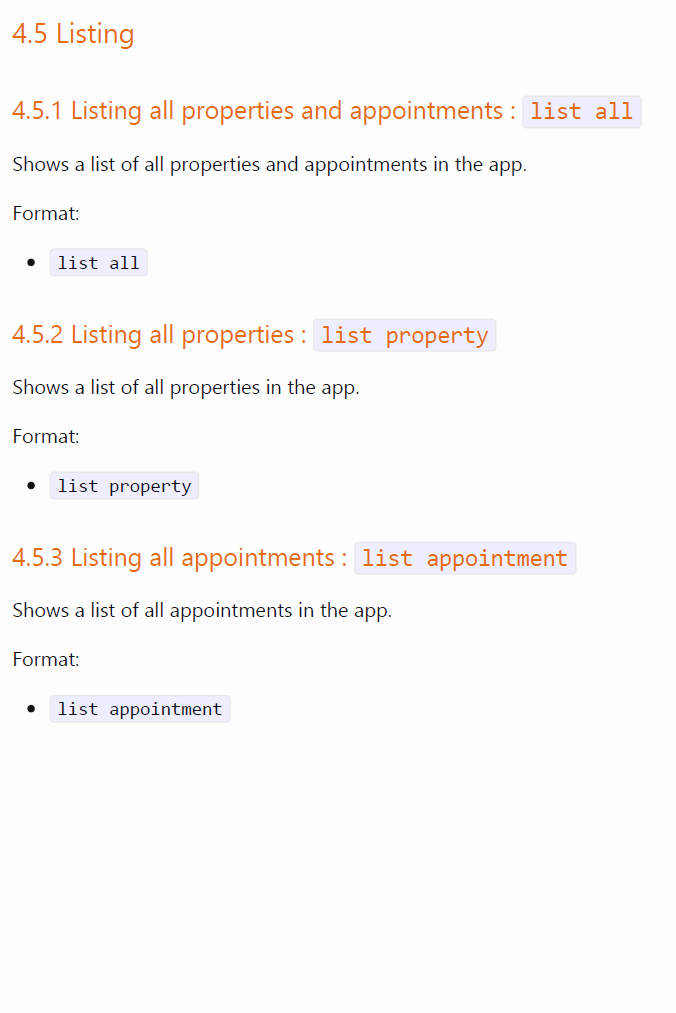 4.5 Listing
4.5.1 Listing all properties and appointments : list all
Shows a list of all properties and appointments in the app.
Format:
• list all
4.5.2 Listing all properties : list property
Shows a list of all properties in the app.
Format:
• list property
4.5.3 Listing all appointments : list appointment
Shows a list of all appointments in the app.
Format:
• list appointment